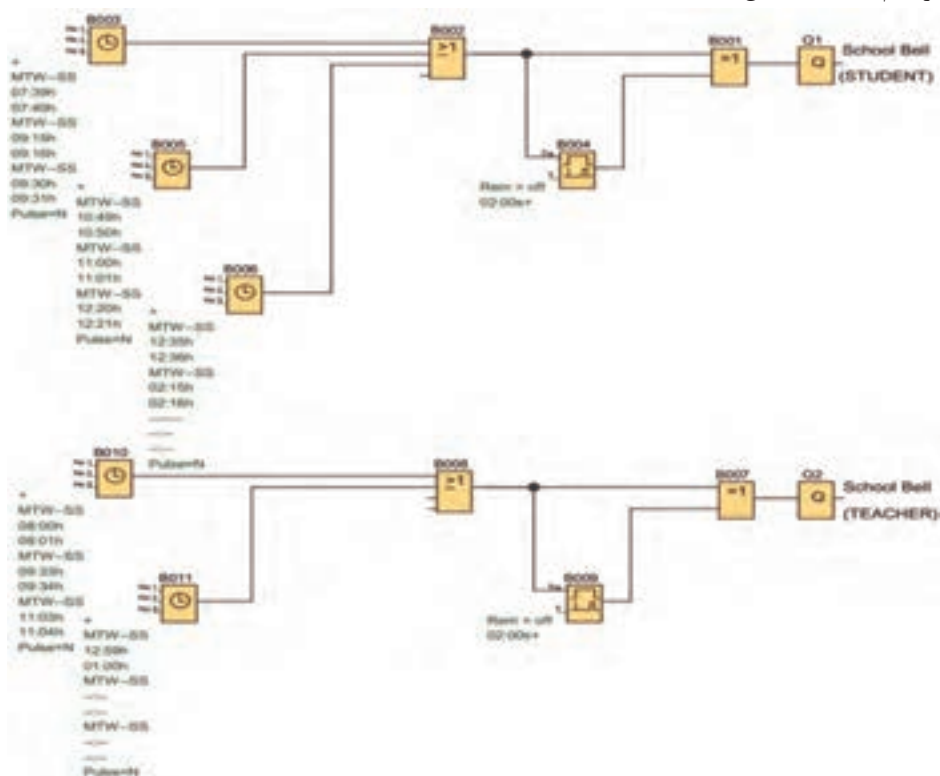 B003
+
MTW--SS
07:39h
07:40h
MTW--SS
09:15h
09:16h
MTW--SS
09:30h
09:31h
Pulse=N
B005
+
MTW--SS
10:49h
10:50h
MTW--SS
11:00h
11:01h
MTW--SS
12:20h
12:21h
Pulse=N
B006
+
MTW--SS
12:35h
12:36h
MTW--SS
02:15h
02:16h
Pulse=N
B002
≥1
B004
Rem = off
02:00s+
B001
=1
Q1
Q
School Bell
(STUDENT)
B010
+
MTW--SS
08:00h
08:01h
MTW--SS
09:33h
09:34h
MTW--SS
11:03h
11:04h
Pulse=N
B011
+
MTW--SS
12:59h
01:00h
MTW--SS
MTW--SS
Pulse=N
B008
≥1
B009
Rem = off
02:00s+
B007
=1
Q2
Q
School Bell
(TEACHER)